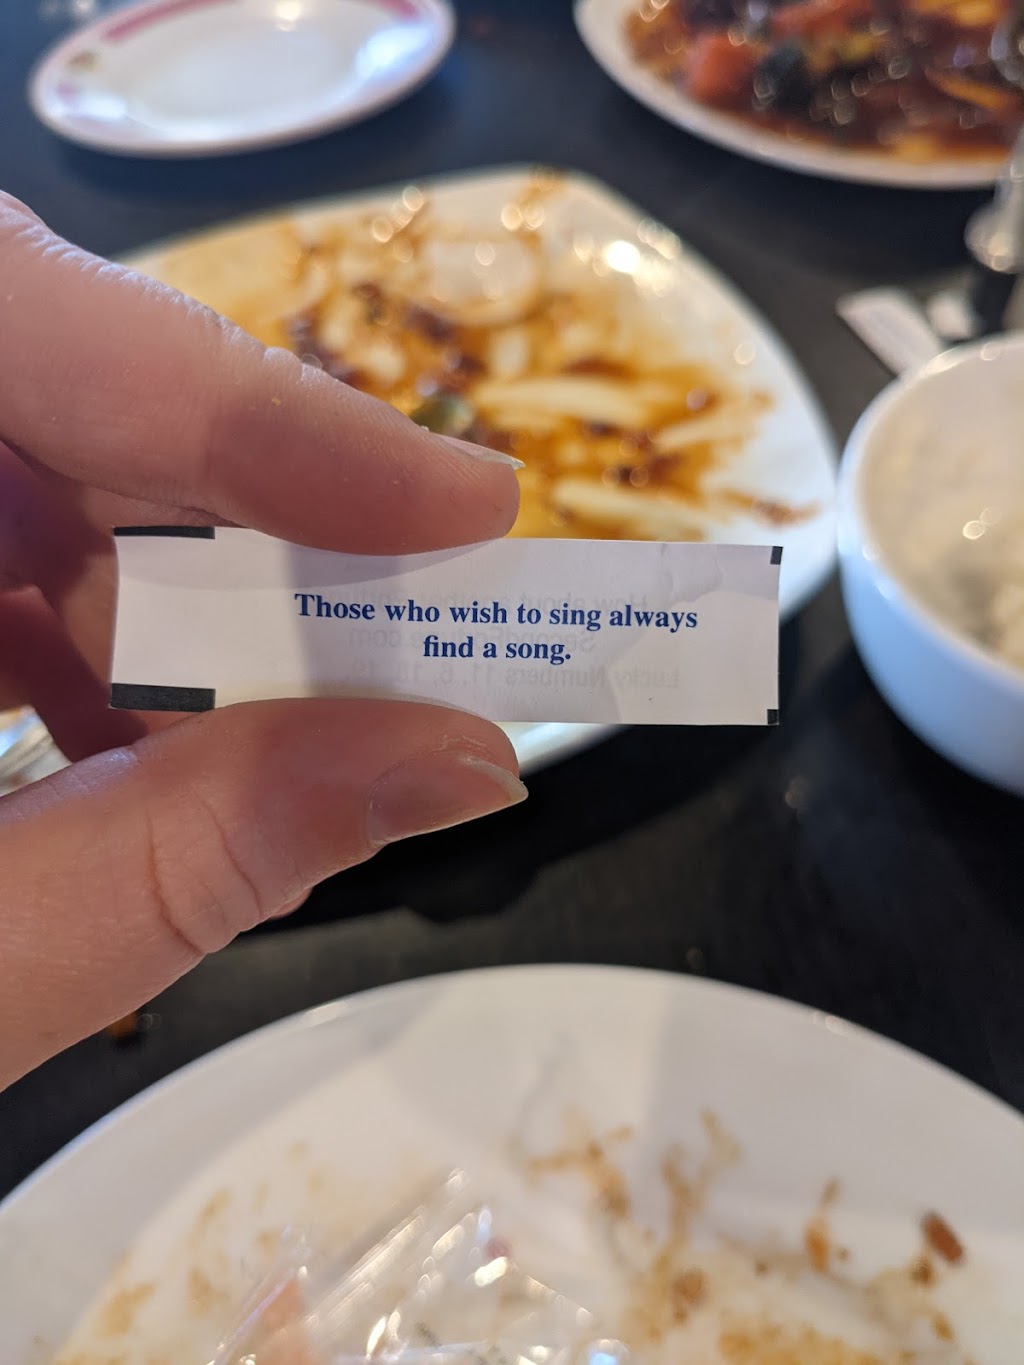 Those who wish to sing always
find a song.